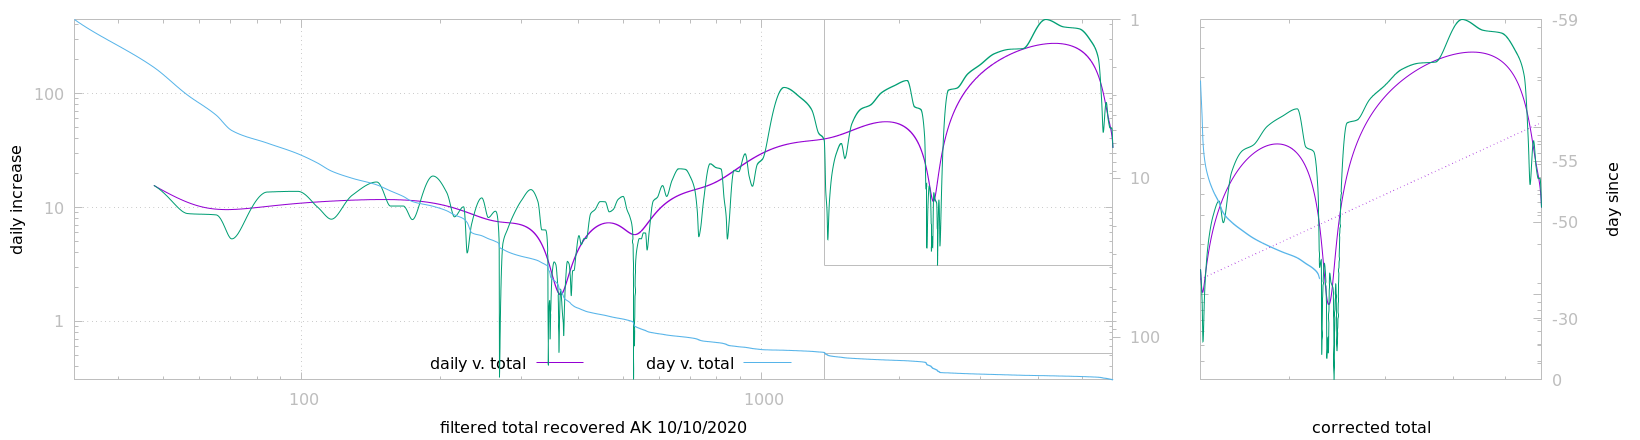 daily increase
100
10
1
100
1000
1
10
100
daily v. total
day v. total
filtered total recovered AK 10/10/2020
-59
-55
-50
-30
0
day since
corrected total